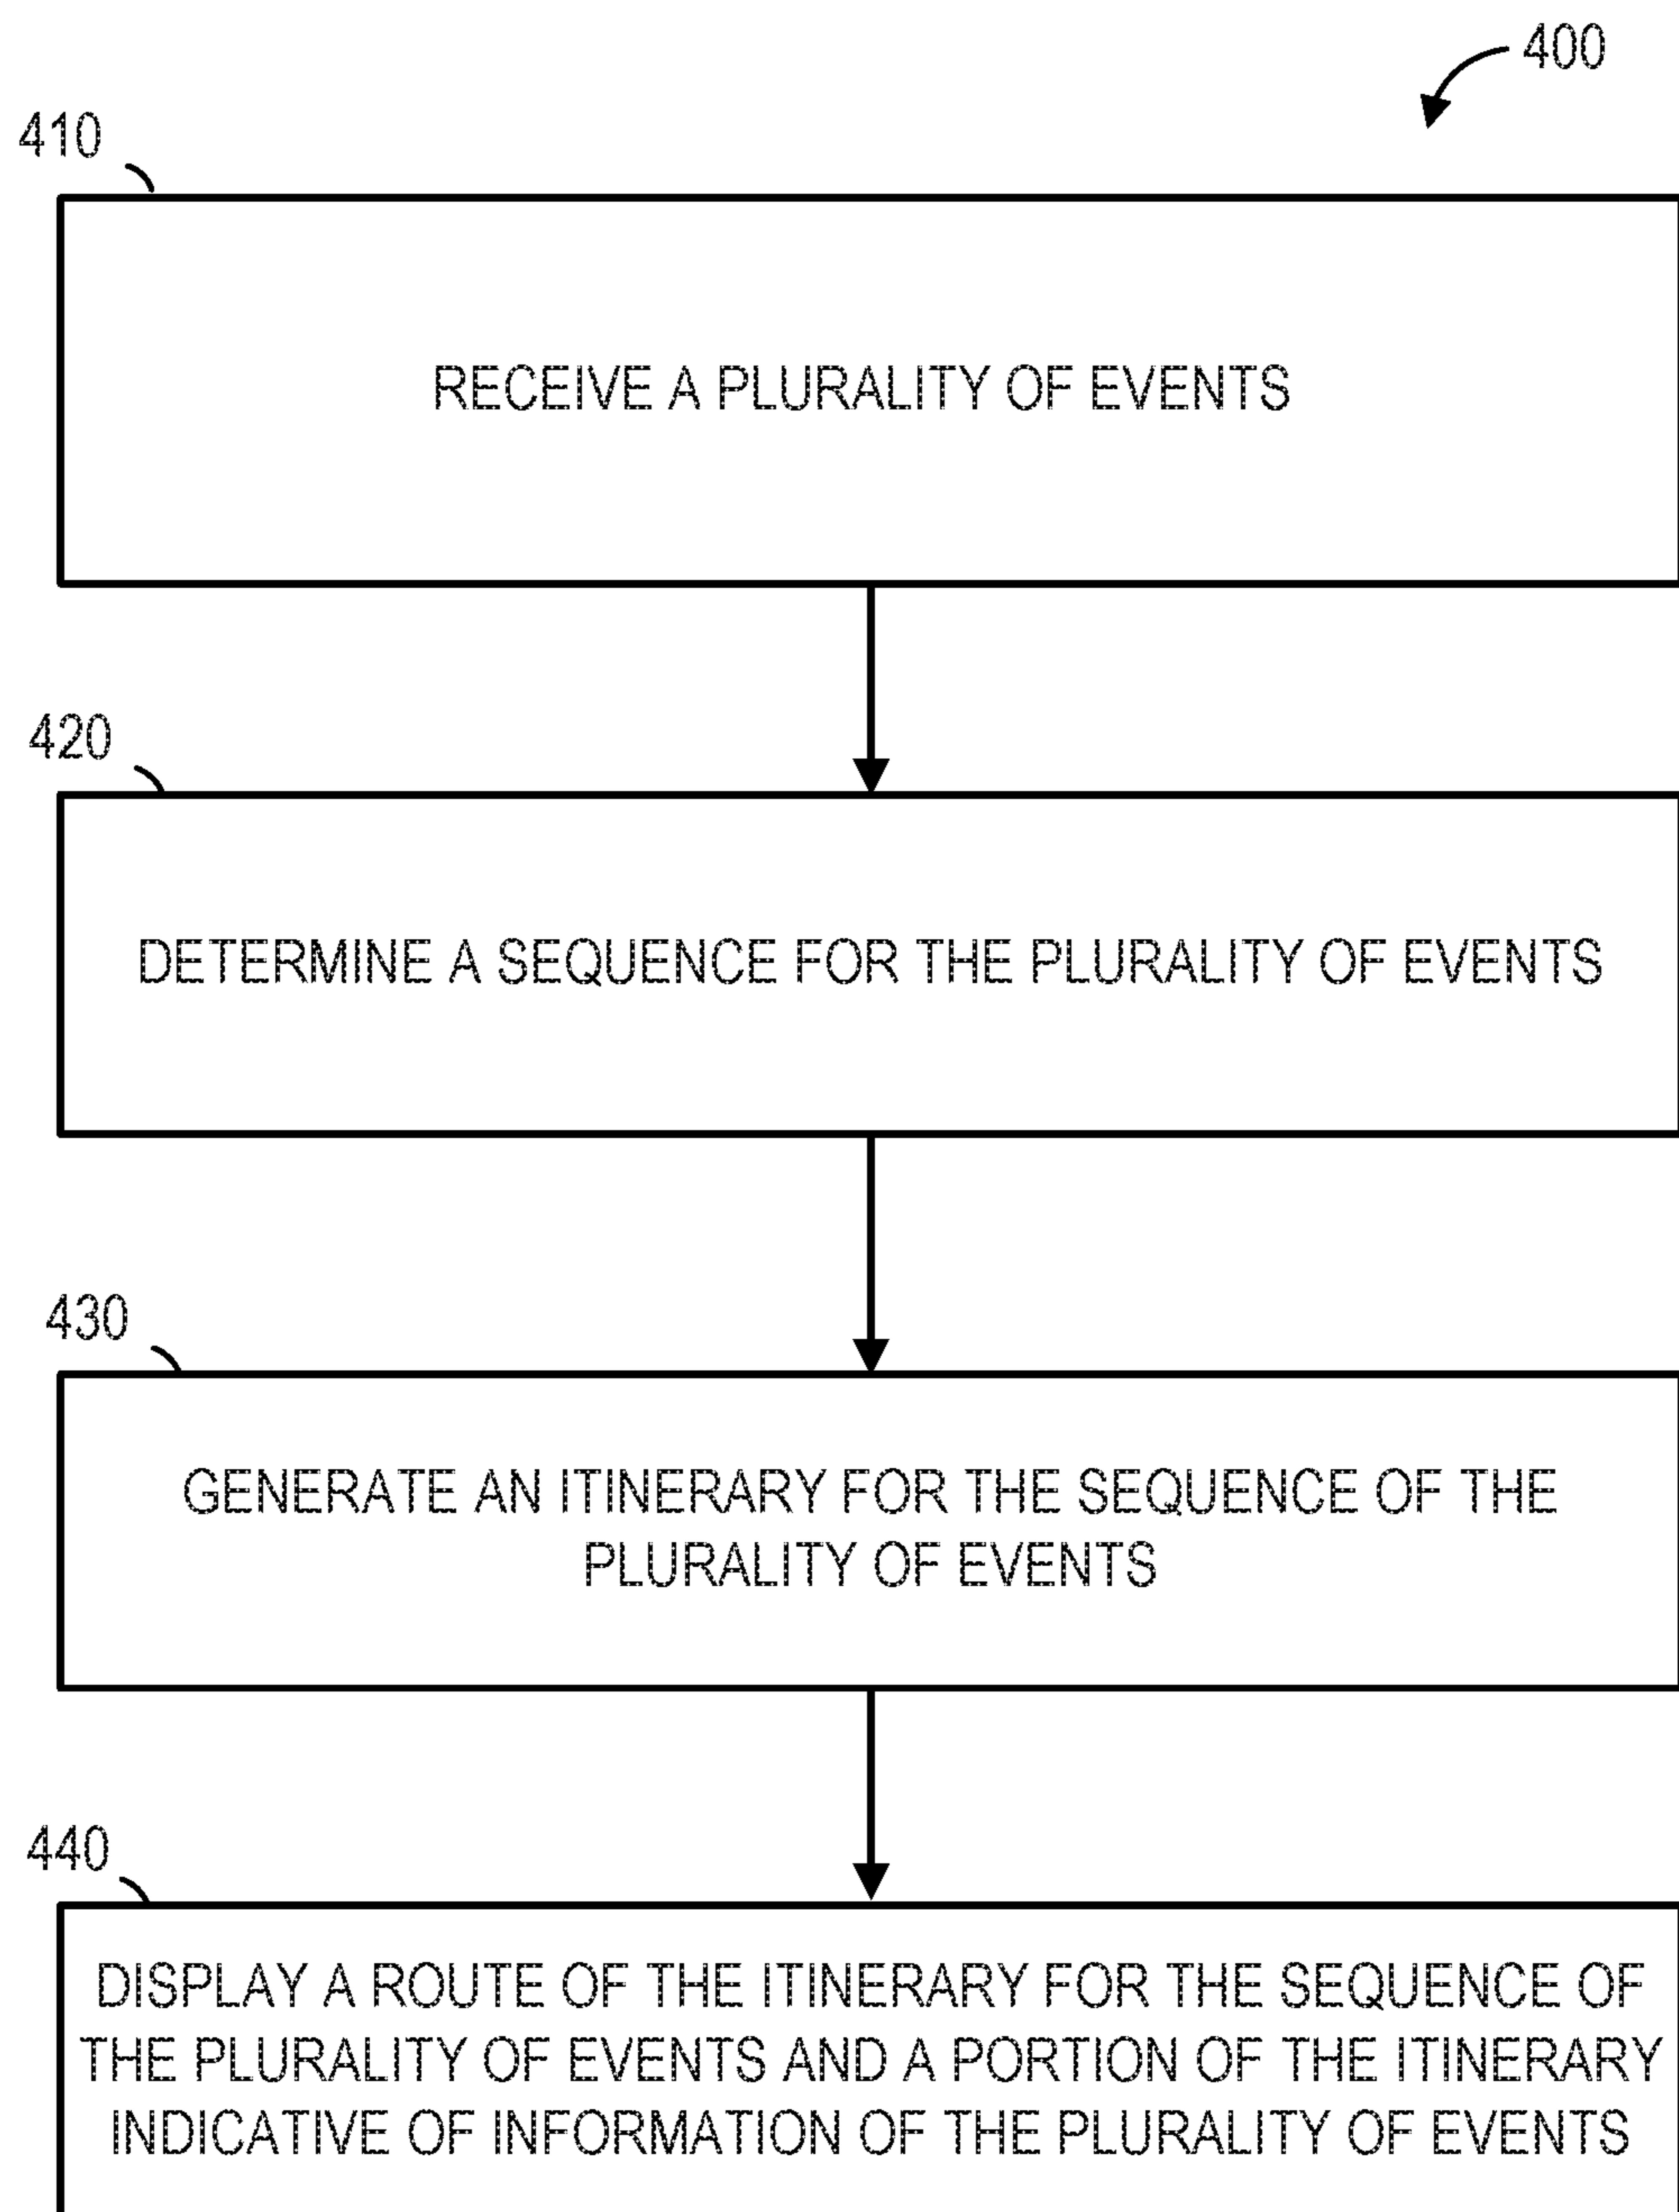 400
410
RECEIVE A PLURALITY OF EVENTS
420
DETERMINE A SEQUENCE FOR THE PLURALITY OF EVENTS
430
GENERATE AN ITINERARY FOR THE SEQUENCE OF THE
PLURALITY OF EVENTS
440
DISPLAY A ROUTE OF THE ITINERARY FOR THE SEQUENCE OF
THE PLURALITY OF EVENTS AND A PORTION OF THE ITINERARY
INDICATIVE OF INFORMATION OF THE PLURALITY OF EVENTS